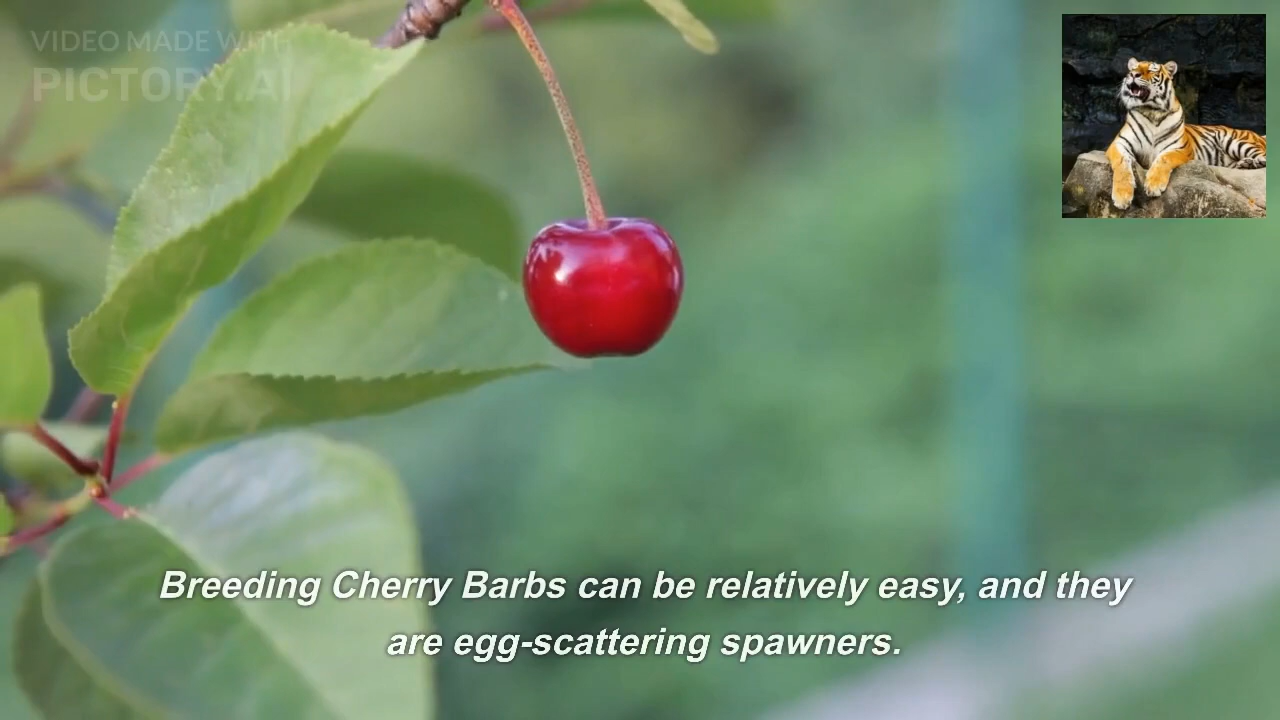 VIDEO MADE WITH
PICTORY.AI
Breeding Cherry Barbs can be relatively easy, and they
are egg-scattering spawners.